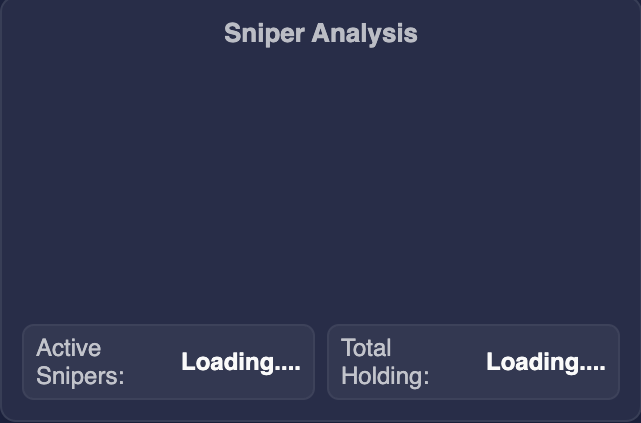 Sniper Analysis
Active
Snipers:
Loading....
Total
Holding:
Loading....